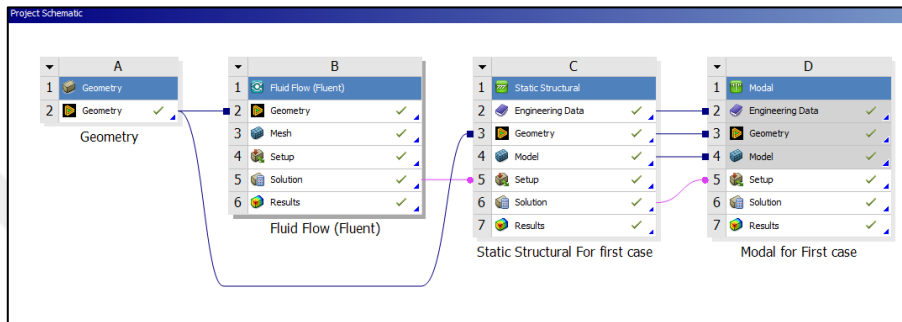 Project Schematic
A
1 Geometry
2 Geometry
Geometry
B
1 Fluid Flow (Fluent)
2 Geometry
3 Mesh
4 Setup
5 Solution
6 Results
Fluid Flow (Fluent)
C
1 Static Structural
2 Engineering Data
3 Geometry
4 Model
5 Setup
6 Solution
7 Results
Static Structural For first case
D
1 Modal
2 Engineering Data
3 Geometry
4 Model
5 Setup
6 Solution
7 Results
Modal for First case